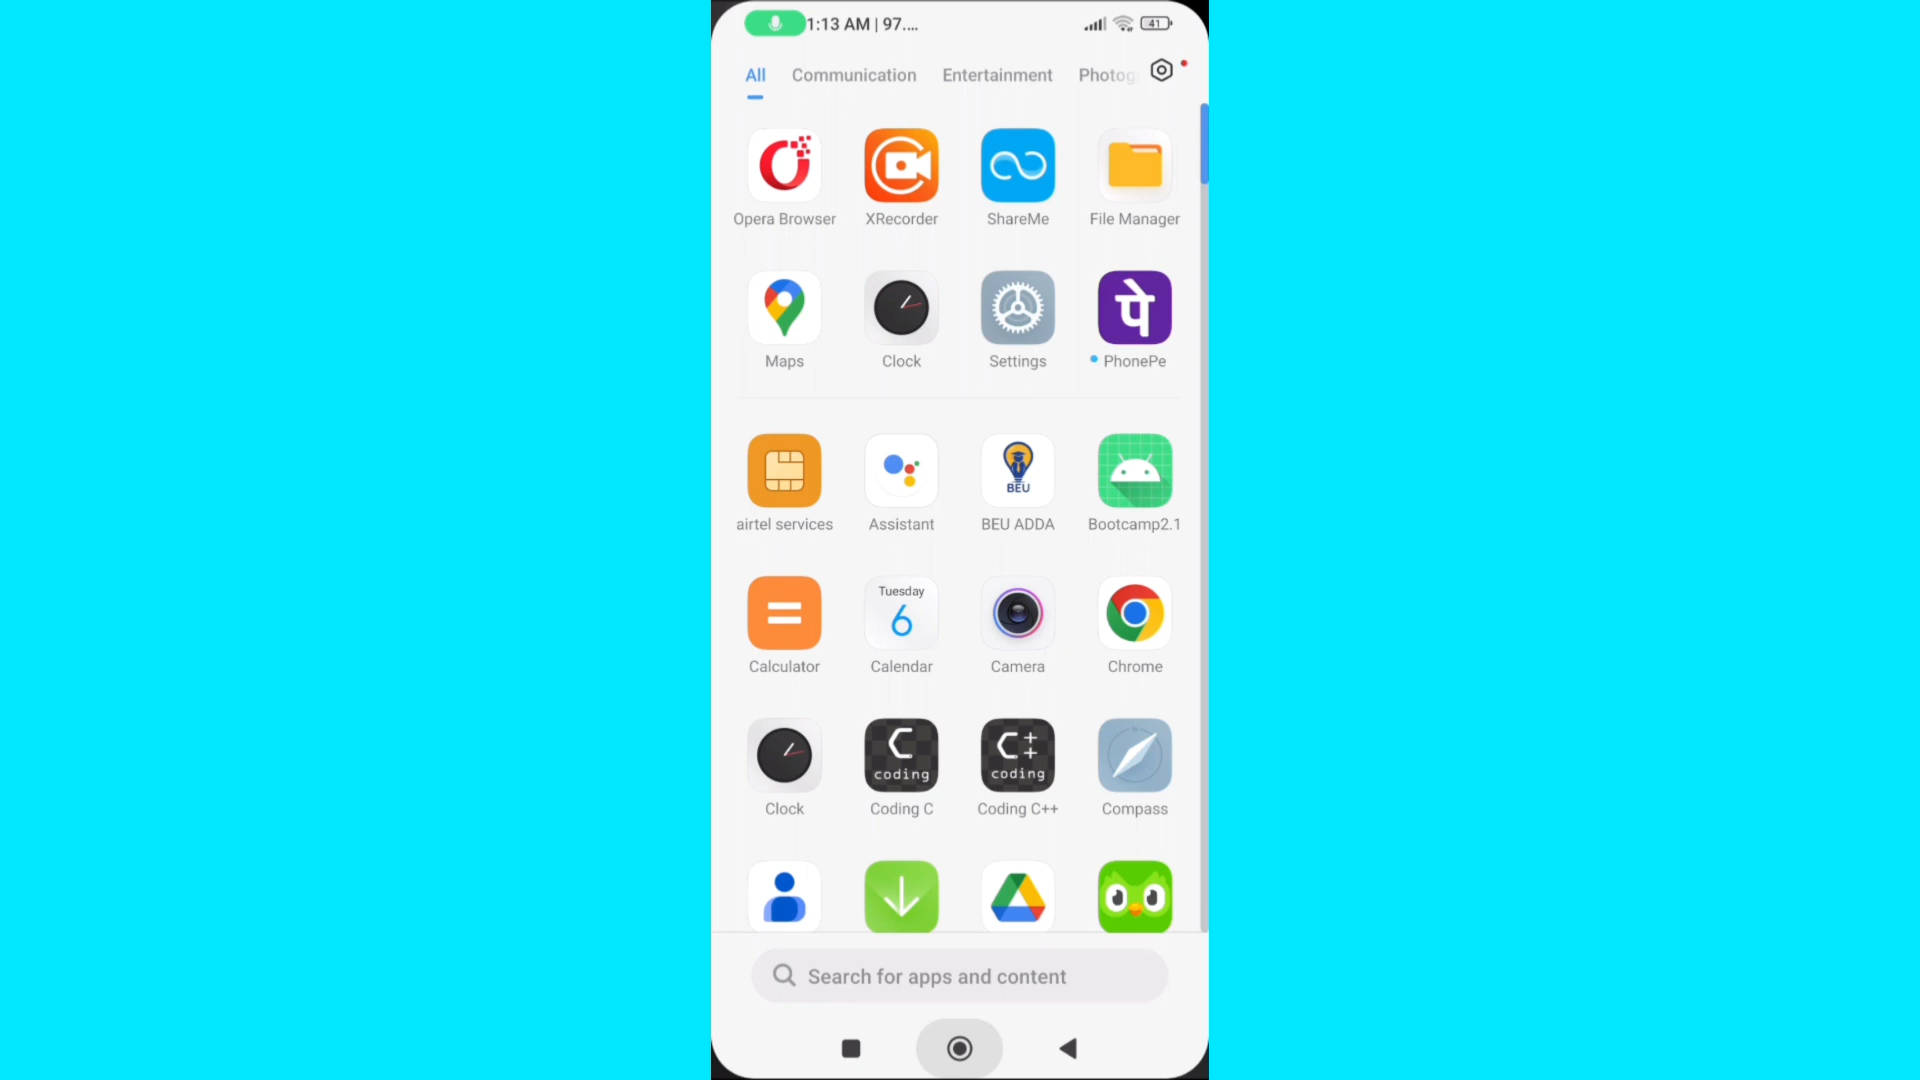 1:13 AM | 97.... 41
All Communication Entertainment Photog
Opera Browser XRecorder ShareMe File Manager
पे
Maps Clock Settings PhonePe
BEU
airtel services Assistant BEU ADDA Bootcamp2.1
Tuesday
6
Calculator Calendar Camera Chrome
C C++
coding coding
Clock Coding C Coding C++ Compass
Search for apps and content